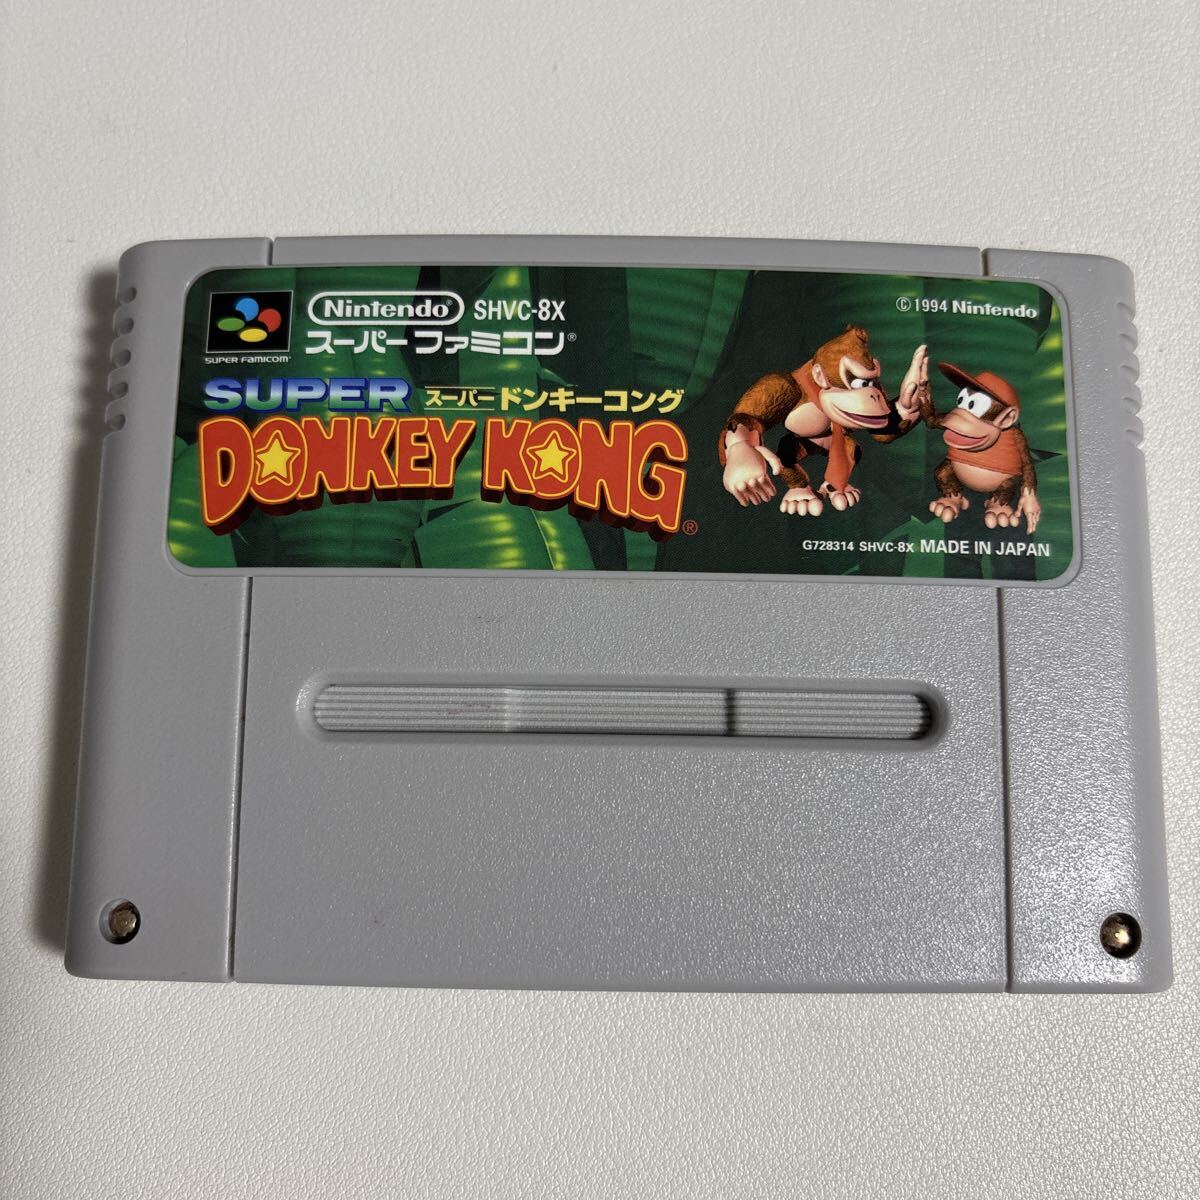 SUPER FAMICOM
Nintendo® SHVC-8X
スーパーファミコン®
© 1994 Nintendo
SUPER スーパードンキーコング
DONKEY KONG®
G728314 SHVC-8X MADE IN JAPAN